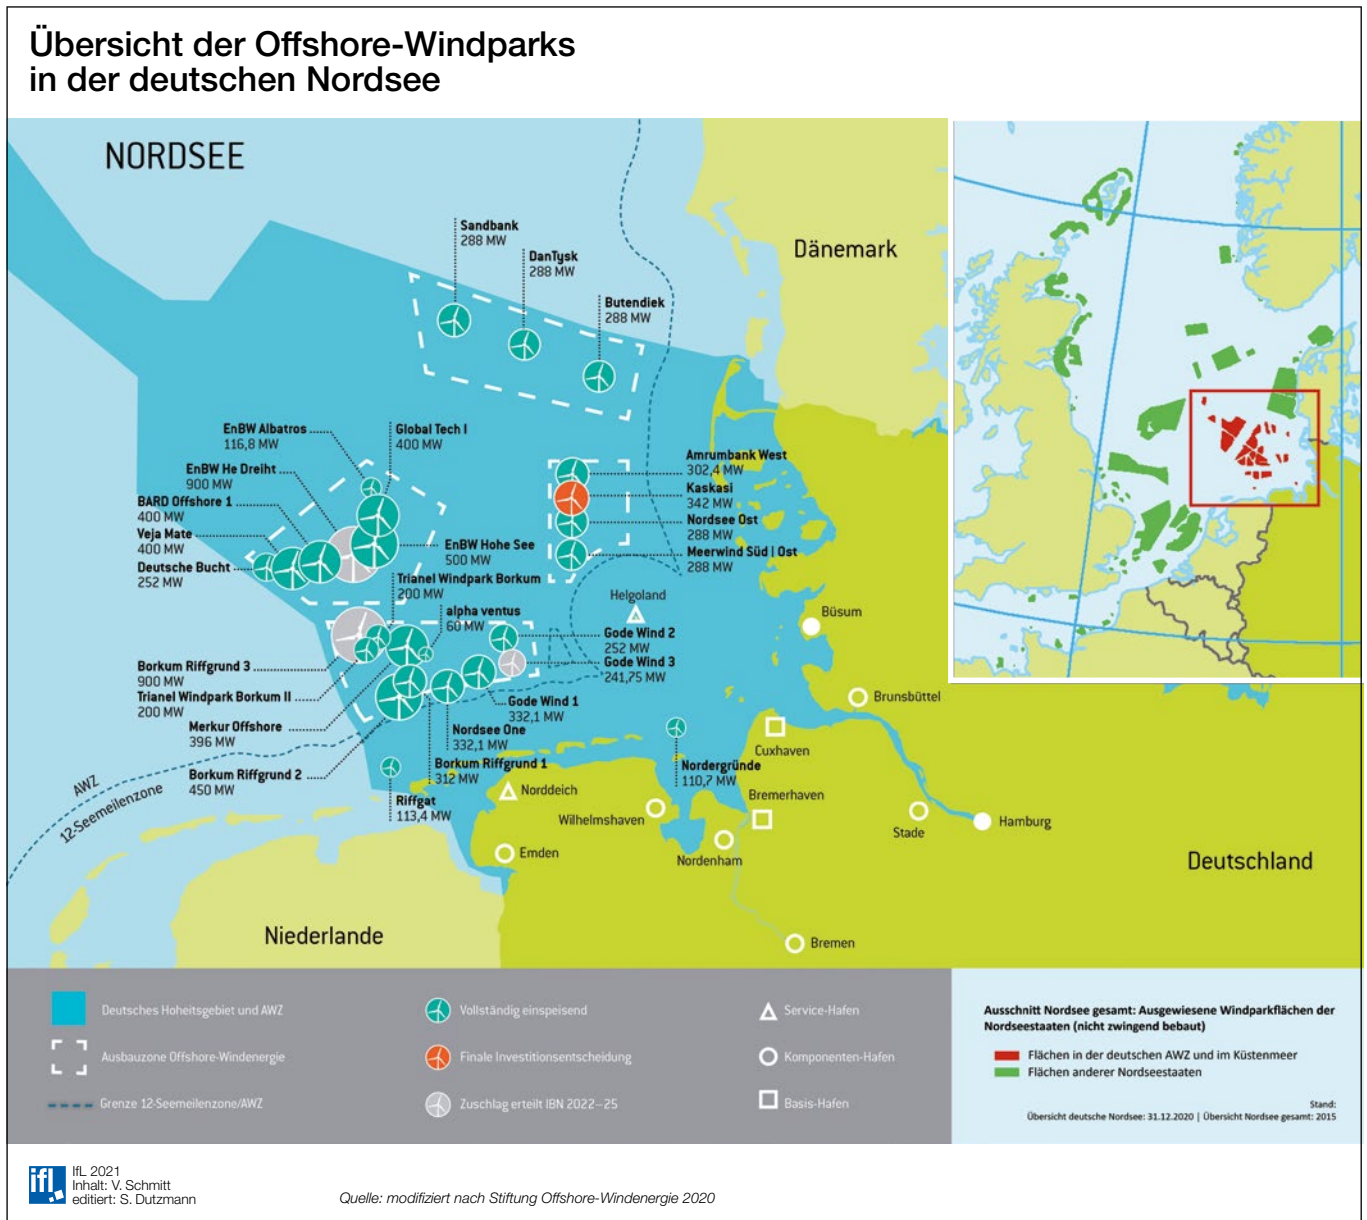 Übersicht der Offshore-Windparks
in der deutschen Nordsee
NORDSEE
Dänemark
Sandbank
288 MW
DanTysk
288 MW
Butendiek
288 MW
EnBW Albatros
116,8 MW
Global Tech I
400 MW
EnBW He Dreiht
900 MW
BARD Offshore 1
400 MW
Veja Mate
400 MW
Deutsche Bucht
252 MW
EnBW Hohe See
500 MW
Amrumbank West
302,4 MW
Kaskasi
342 MW
Nordsee Ost
288 MW
Meerwind Süd | Ost
288 MW
Trianel Windpark Borkum
200 MW
alpha ventus
60 MW
Helgoland
Büsum
Gode Wind 2
252 MW
Gode Wind 3
241,75 MW
Borkum Riffgrund 3
900 MW
Trianel Windpark Borkum II
200 MW
Merkur Offshore
396 MW
Borkum Riffgrund 2
450 MW
Gode Wind 1
332,1 MW
Nordsee One
332,1 MW
Borkum Riffgrund 1
312 MW
Riffgat
113,4 MW
Nordergründe
110,7 MW
AWZ
12-Seemeilenzone
Brunsbüttel
Cuxhaven
Bremerhaven
Norddeich
Wilhelmshaven
Nordenham
Stade
Hamburg
Emden
Bremen
Deutschland
Niederlande
Deutsches Hoheitsgebiet und AWZ
Ausbauzone Offshore-Windenergie
Grenze 12-Seemeilenzone/AWZ
Vollständig einspeisend
Finale Investitionsentscheidung
Zuschlag erteilt IBN 2022–25
Service-Hafen
Komponenten-Hafen
Basis-Hafen
Ausschnitt Nordsee gesamt: Ausgewiesene Windparkflächen der
Nordseestaaten (nicht zwingend bebaut)
Flächen in der deutschen AWZ und im Küstenmeer
Flächen anderer Nordseestaaten
Stand:
Übersicht deutsche Nordsee: 31.12.2020 | Übersicht Nordsee gesamt: 2015
ifl
IfL 2021
Inhalt: V. Schmitt
editiert: S. Dutzmann
Quelle: modifiziert nach Stiftung Offshore-Windenergie 2020